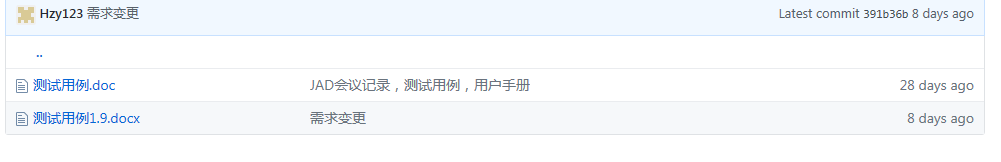 Hzy123 需求变更 Latest commit 391b36b 8 days ago
..
测试用例.doc JAD会议记录，测试用例，用户手册 28 days ago
测试用例1.9.docx 需求变更 8 days ago